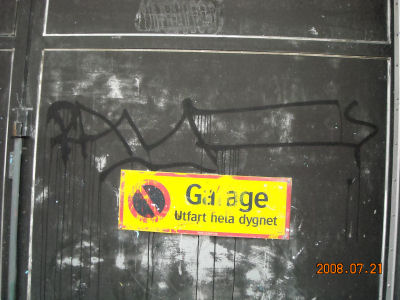 Garage
Utfart hela dygnet
2008.07.21